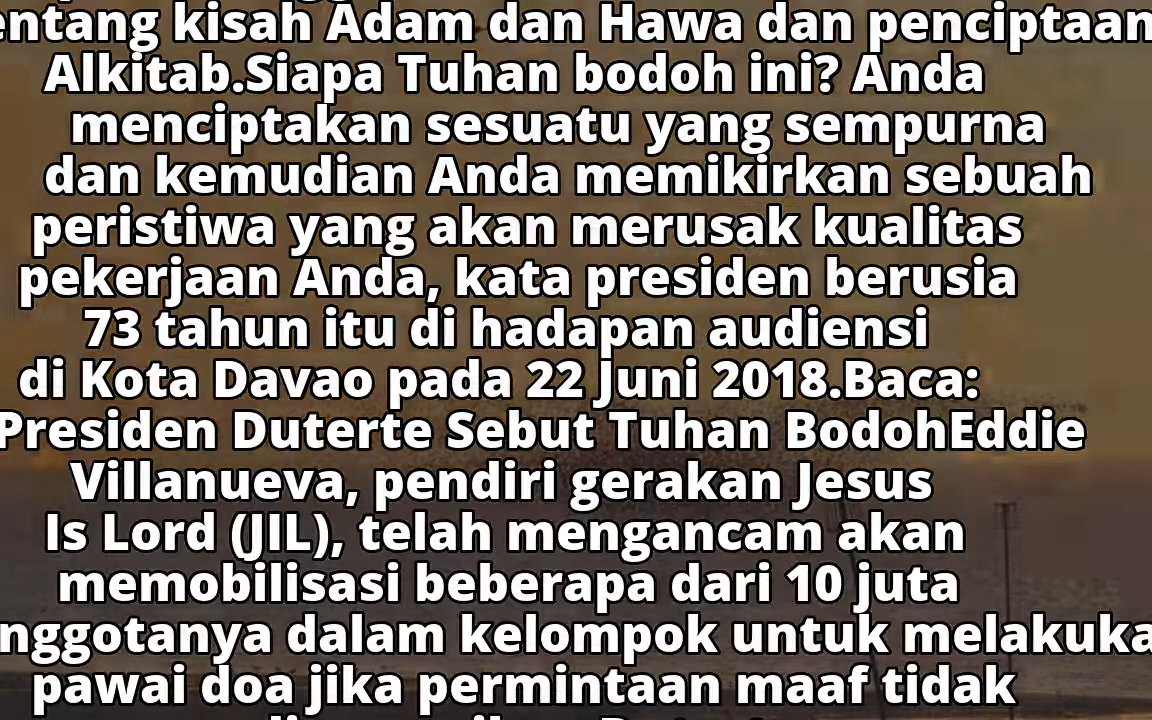 entang kisah Adam dan Hawa dan penciptaan
Alkitab.Siapa Tuhan bodoh ini? Anda
menciptakan sesuatu yang sempurna
dan kemudian Anda memikirkan sebuah
peristiwa yang akan merusak kualitas
pekerjaan Anda, kata presiden berusia
73 tahun itu di hadapan audiensi
di Kota Davao pada 22 Juni 2018.Baca:
Presiden Duterte Sebut Tuhan BodohEddie
Villanueva, pendiri gerakan Jesus
Is Lord (JIL), telah mengancam akan
memobilisasi beberapa dari 10 juta
nggotanya dalam kelompok untuk melakuka
pawai doa jika permintaan maaf tidak